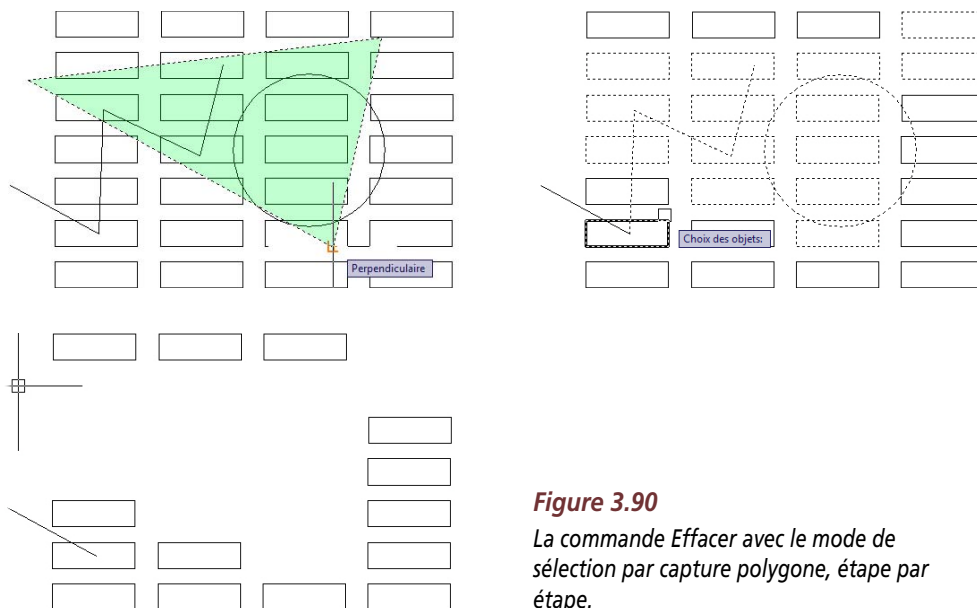 Perpendiculaire
Choix des objets:
Figure 3.90
La commande Effacer avec le mode de
sélection par capture polygone, étape par
étape.